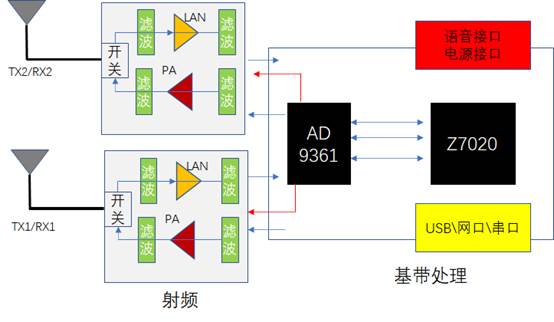 滤波
LAN
滤波
语音接口
电源接口
开关
TX2/RX2
滤波
PA
滤波
AD
9361
Z7020
滤波
LAN
滤波
开关
TX1/RX1
滤波
PA
滤波
USB\网口\串口
射频
基带处理